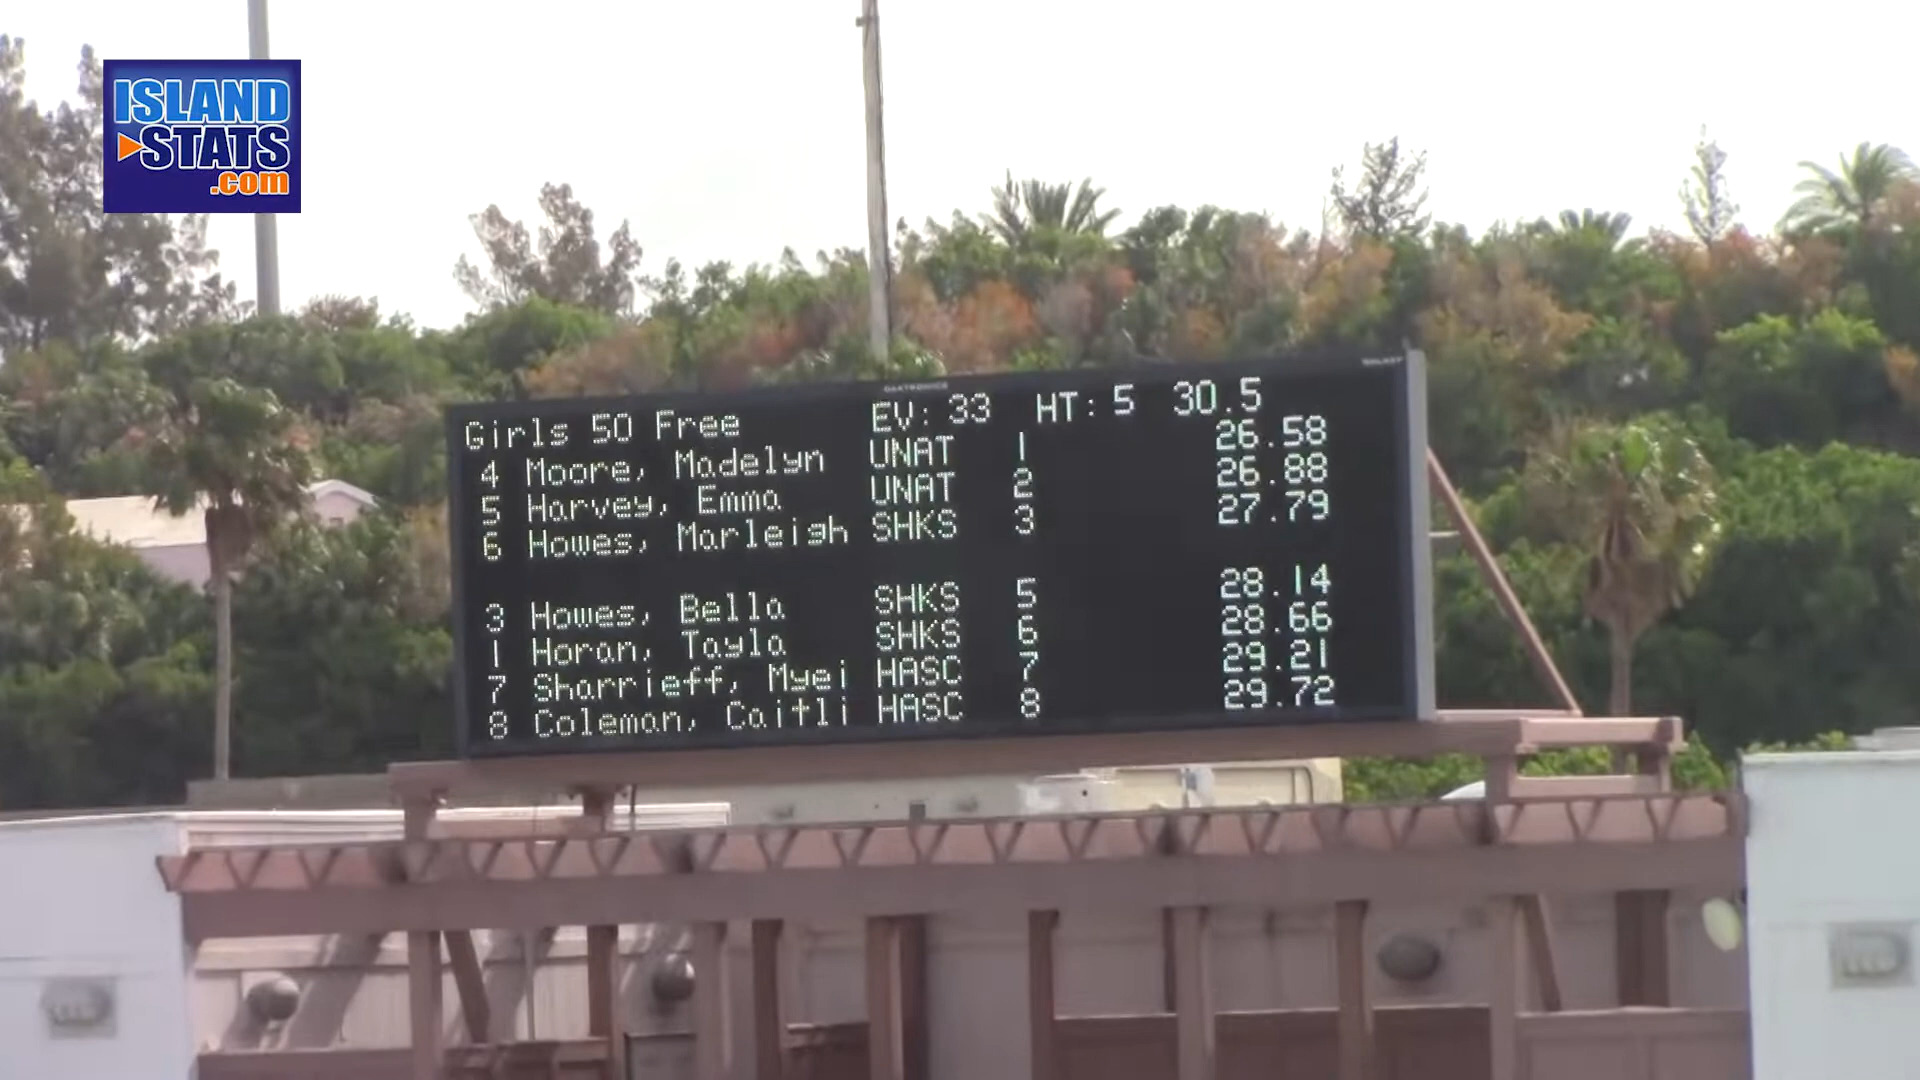 ISLAND
STATS
.com
DAKTRONICS
GALAXY
Girls 50 Free EV: 33 HT: 5 30.5
4 Moore, Madelyn UNAT 1 26.58
5 Harvey, Emma UNAT 2 26.88
6 Howes, Marleigh SHKS 3 27.79
3 Howes, Bella SHKS 5 28.14
1 Horan, Tayla SHKS 6 28.66
7 Sharrieff, Myei HASC 7 29.21
8 Coleman, Caitli HASC 8 29.72